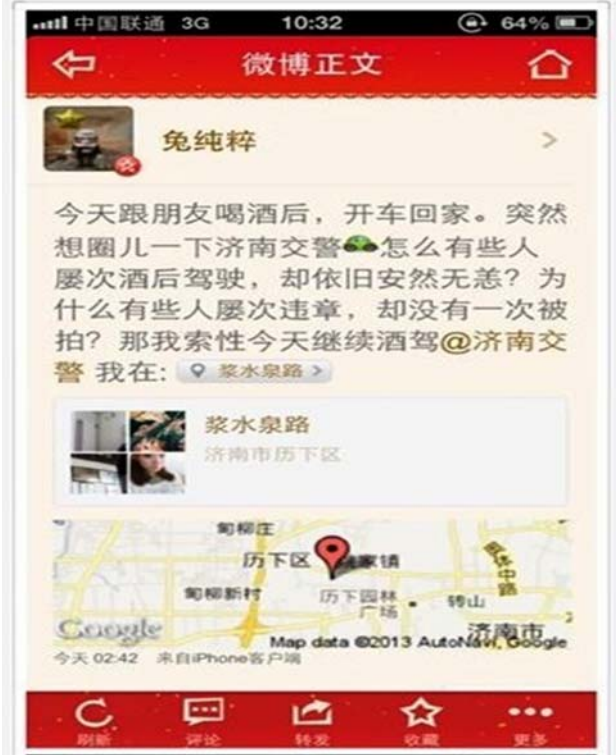 中国联通 3G 10:32 64%
微博正文
兔纯粹
今天跟朋友喝酒后，开车回家。突然
想圈儿一下济南交警怎么有些人
屡次酒后驾驶，却依旧安然无恙？为
什么有些人屡次违章，却没有一次被
拍？那我索性今天继续酒驾@济南交
警 我在: 浆水泉路
浆水泉路
济南市历下区
甸柳庄
历下区
姚家镇
甸柳新村
历下园林
广场
转山
体中路
济南市
Google
Map data ©2013 AutoNavi, Google
今天 02:42 来自iPhone客户端
刷新 评论 转发 收藏 更多